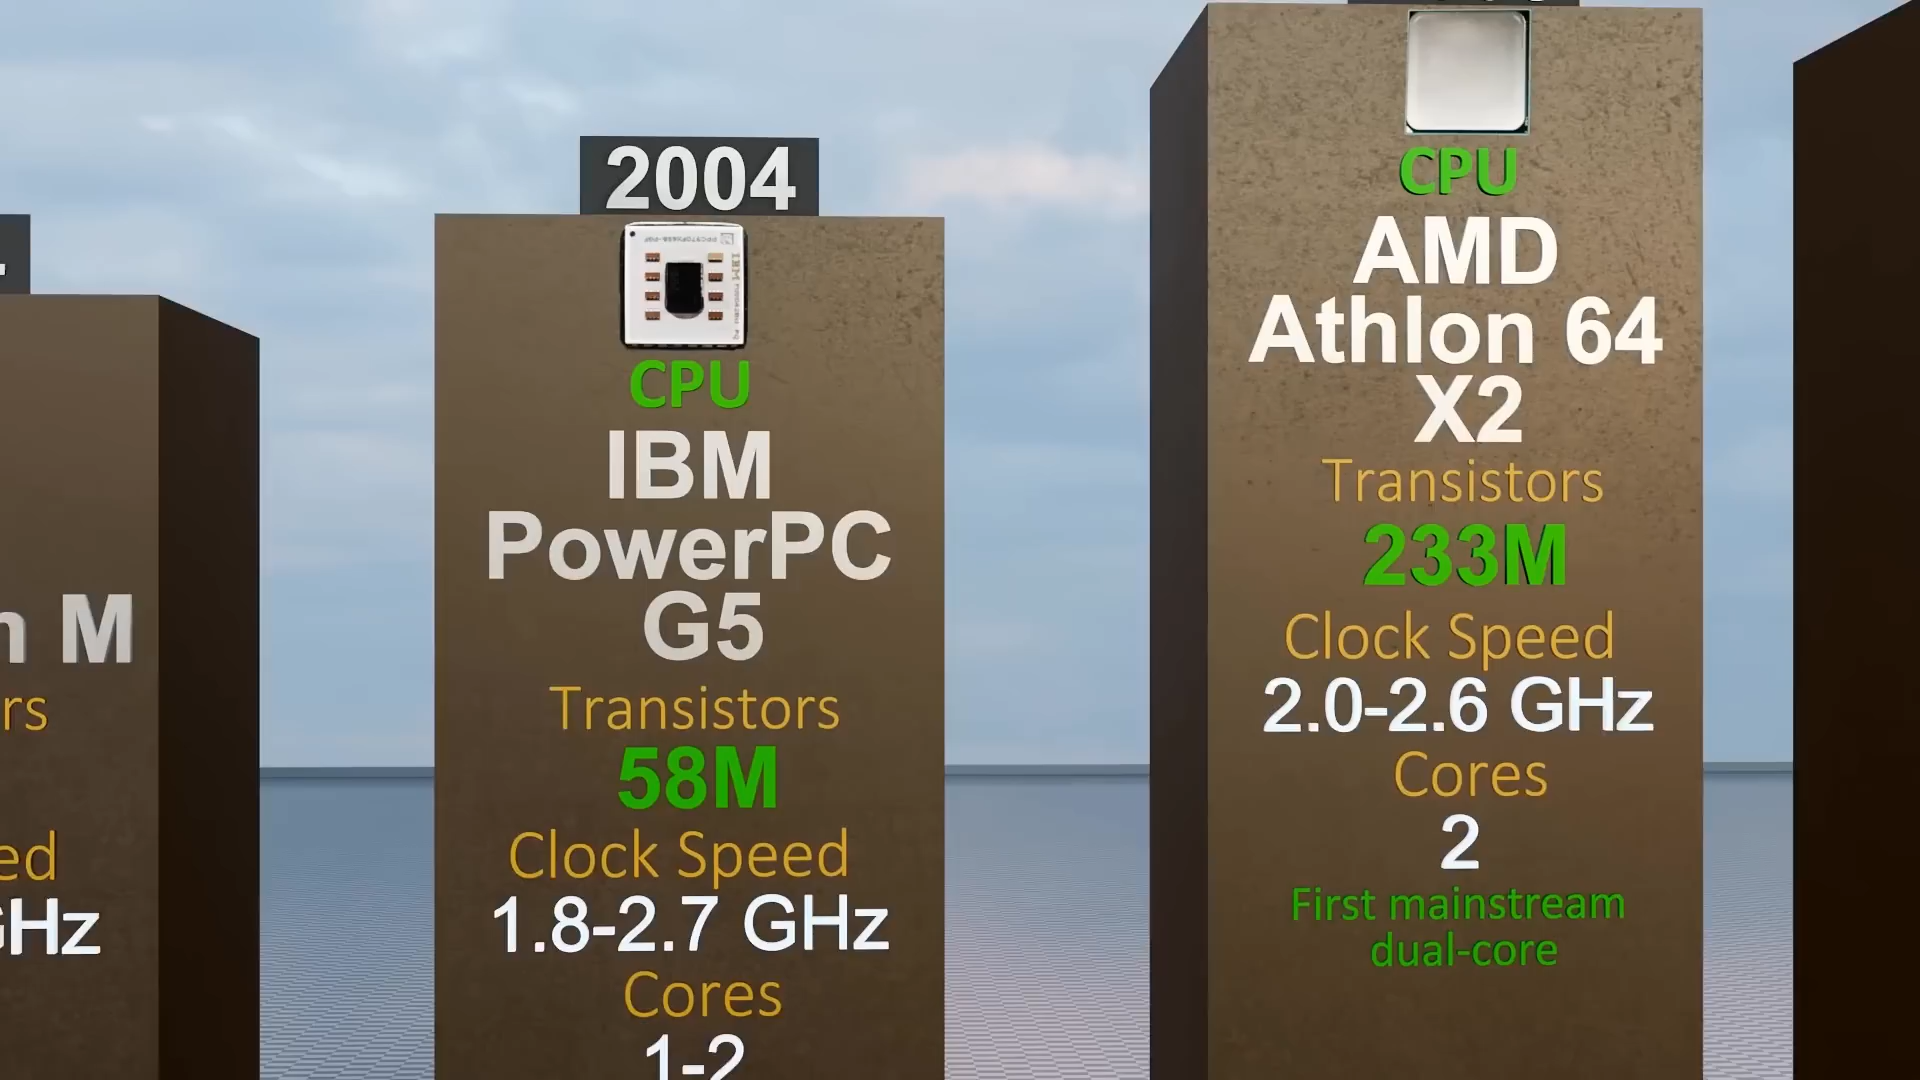 2004
CPU
IBM
PowerPC
G5
Transistors
58M
Clock Speed
1.8-2.7 GHz
Cores
1-2
CPU
AMD
Athlon 64
X2
Transistors
233M
Clock Speed
2.0-2.6 GHz
Cores
2
First mainstream
dual-core
M
GHz